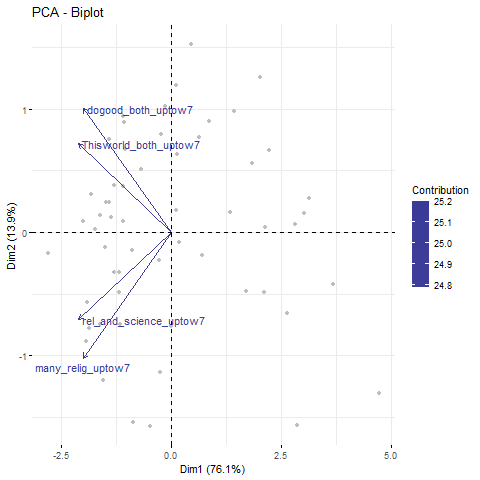 PCA - Biplot
dogood_both_uptow7
Thisworld_both_uptow7
rel_and_science_uptow7
many_relig_uptow7
1
0
-1
Dim2 (13.9%)
-2.5
0.0
2.5
5.0
Dim1 (76.1%)
Contribution
25.2
25.1
25.0
24.9
24.8